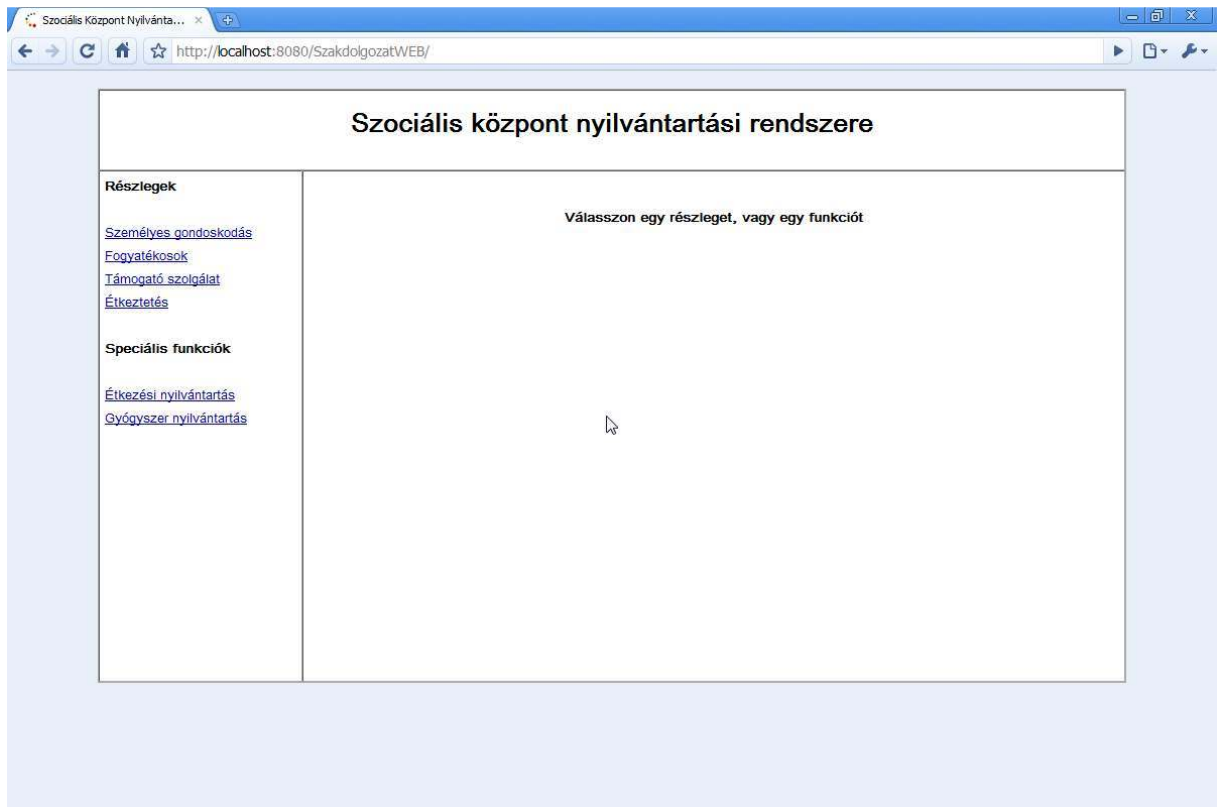 Szociális Központ Nyilvánta...
http://localhost:8080/SzakdolgozatWEB/
Szociális központ nyilvántartási rendszere
Részlegek
Személyes gondoskodás
Fogyatékosok
Támogató szolgálat
Étkeztetés
Speciális funkciók
Étkezési nyilvántartás
Gyógyszer nyilvántartás
Válasszon egy részleget, vagy egy funkciót